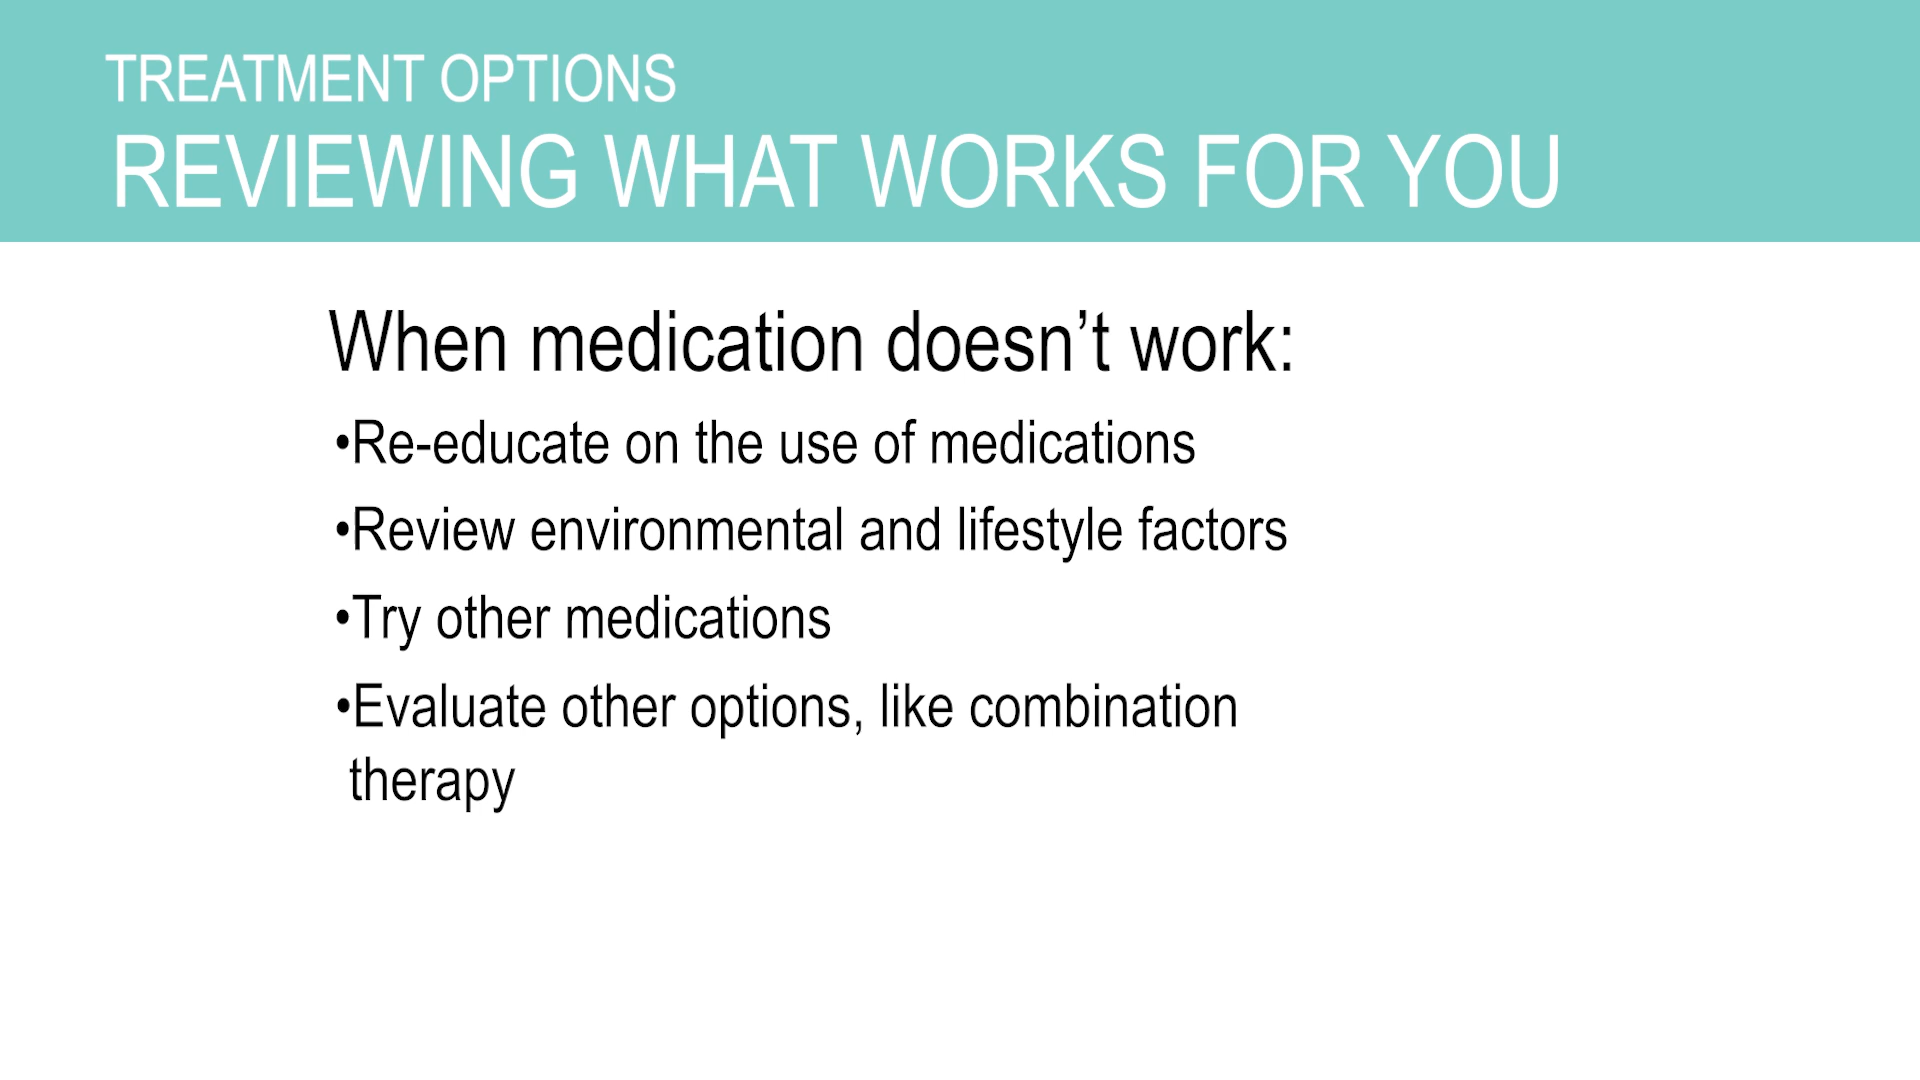 TREATMENT OPTIONS
REVIEWING WHAT WORKS FOR YOU
When medication doesn’t work:
•Re-educate on the use of medications
•Review environmental and lifestyle factors
•Try other medications
•Evaluate other options, like combination
therapy